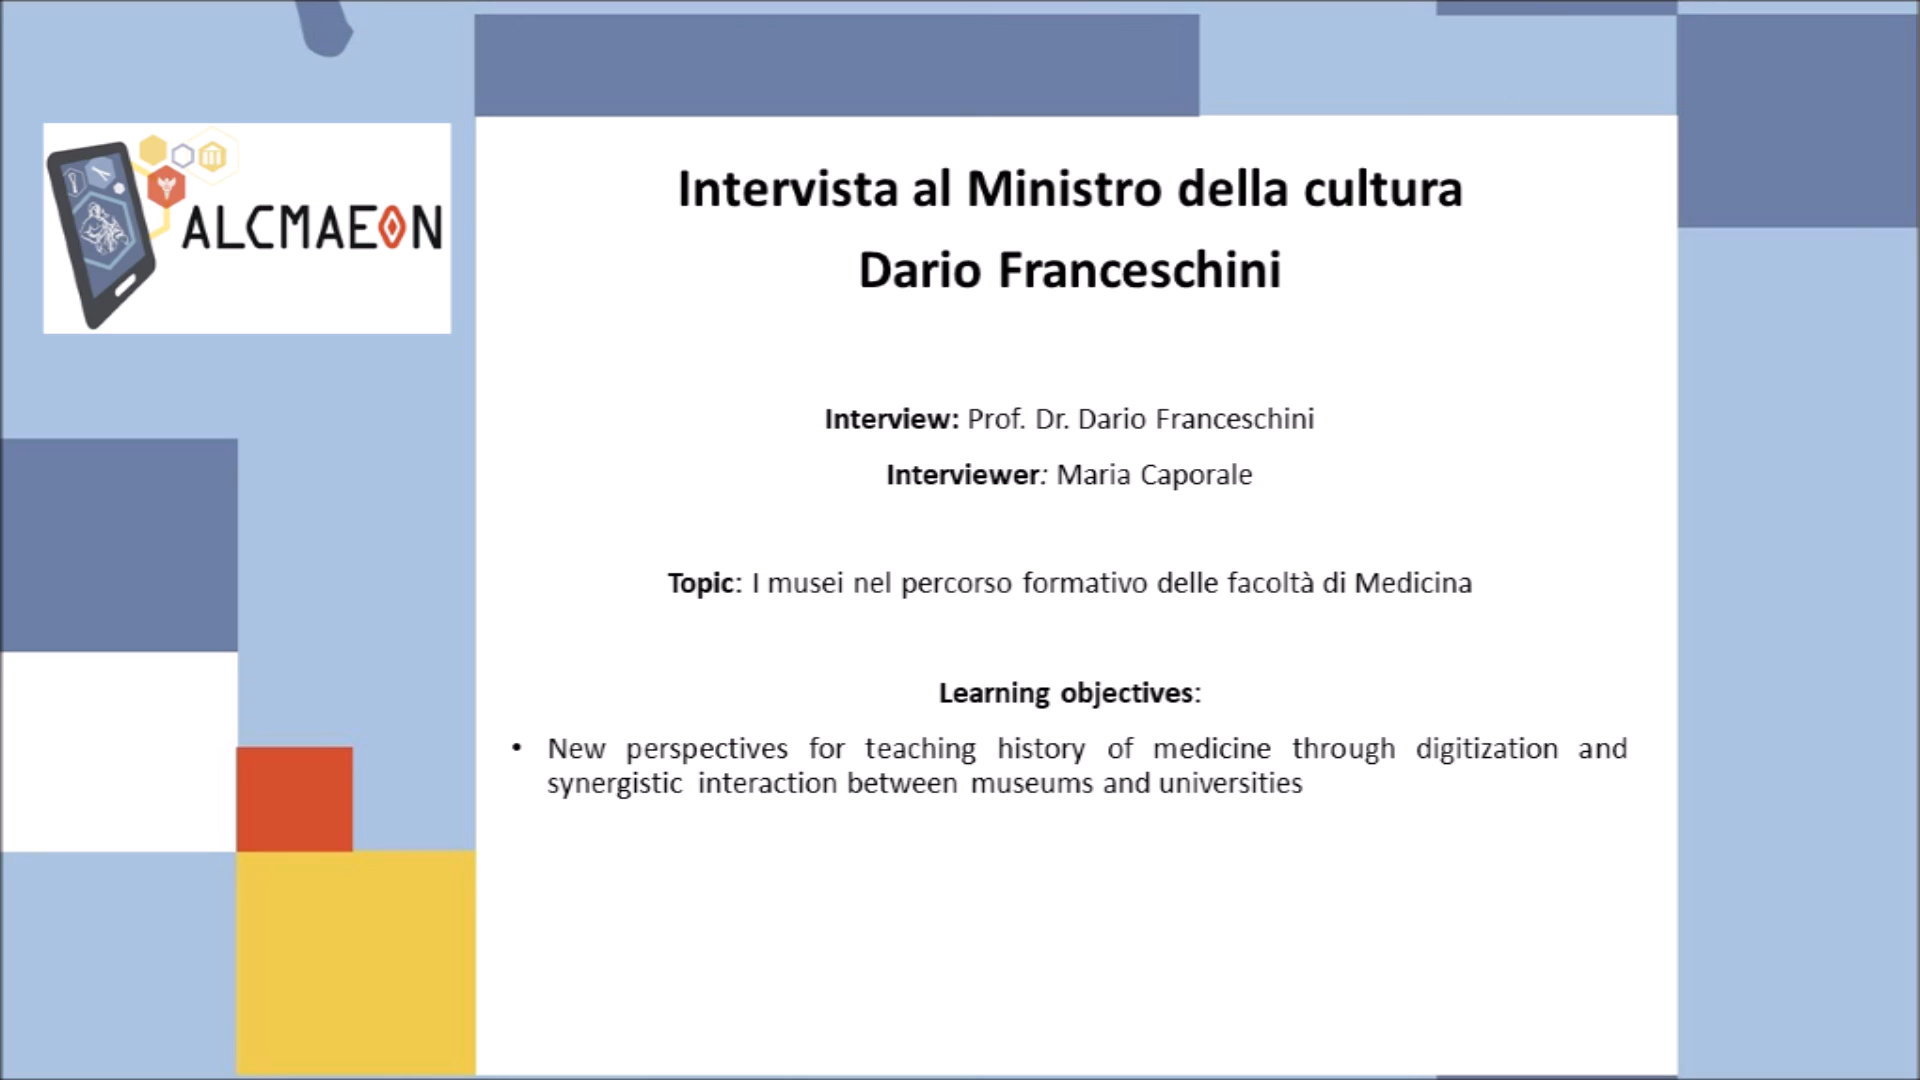 ALCMAEON
Intervista al Ministro della cultura
Dario Franceschini
Interview: Prof. Dr. Dario Franceschini
Interviewer: Maria Caporale
Topic: I musei nel percorso formativo delle facoltà di Medicina
Learning objectives:
• New perspectives for teaching history of medicine through digitization and
synergistic interaction between museums and universities